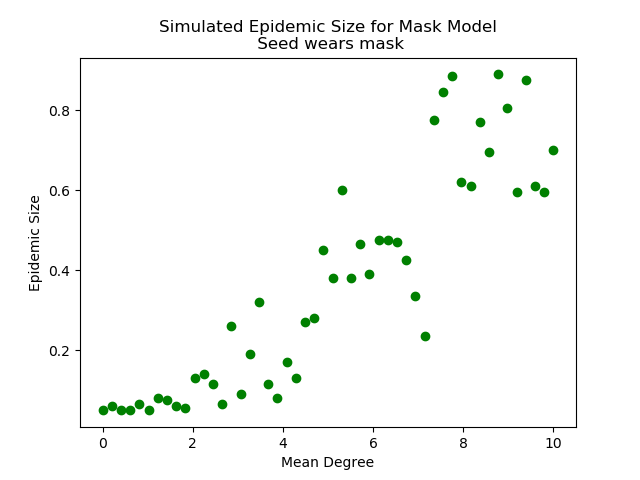 Simulated Epidemic Size for Mask Model
Seed wears mask
0.8
0.6
0.4
0.2
Epidemic Size
0 2 4 6 8 10
Mean Degree